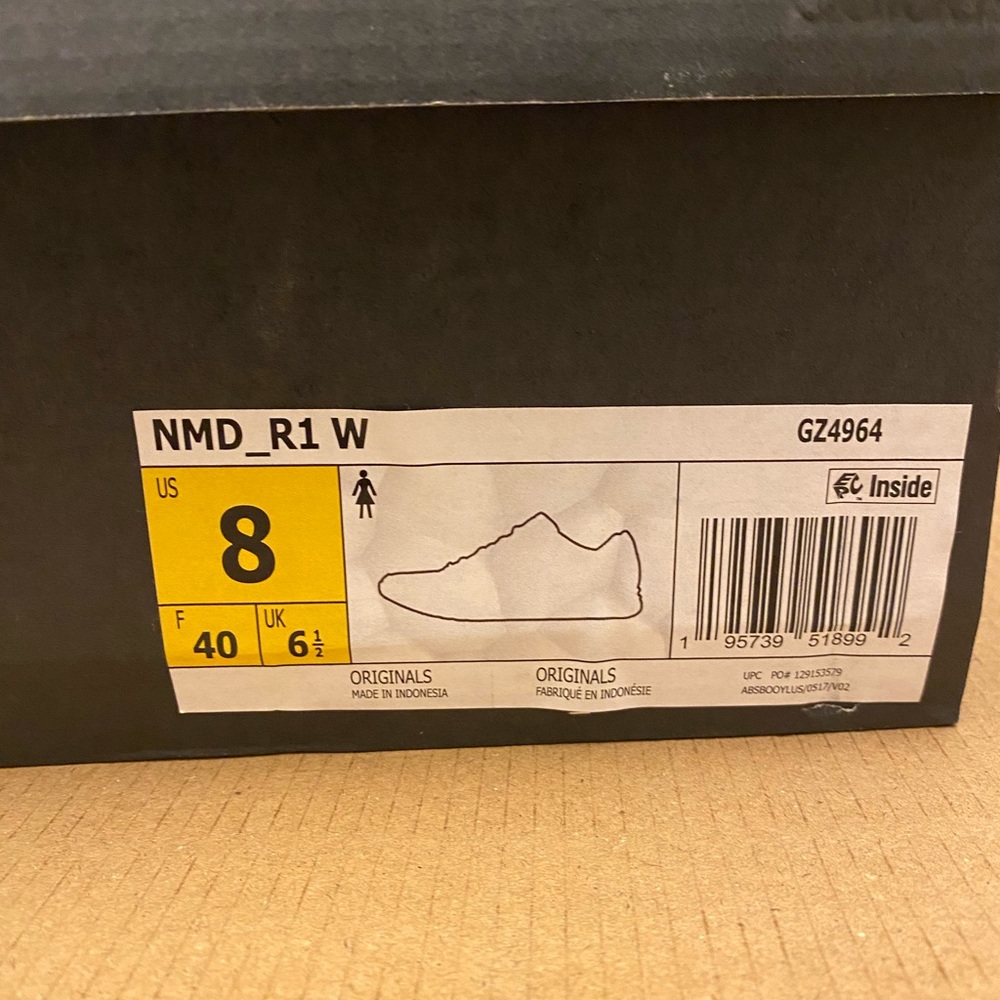 NMD_R1 W
GZ4964
US
8
F
40
UK
6 1/2
Inside
1 95739 51899 2
ORIGINALS
MADE IN INDONESIA
ORIGINALS
FABRIQUÉ EN INDONÉSIE
UPC PO# 129153579
ABSBOOYLUS/0517/V02